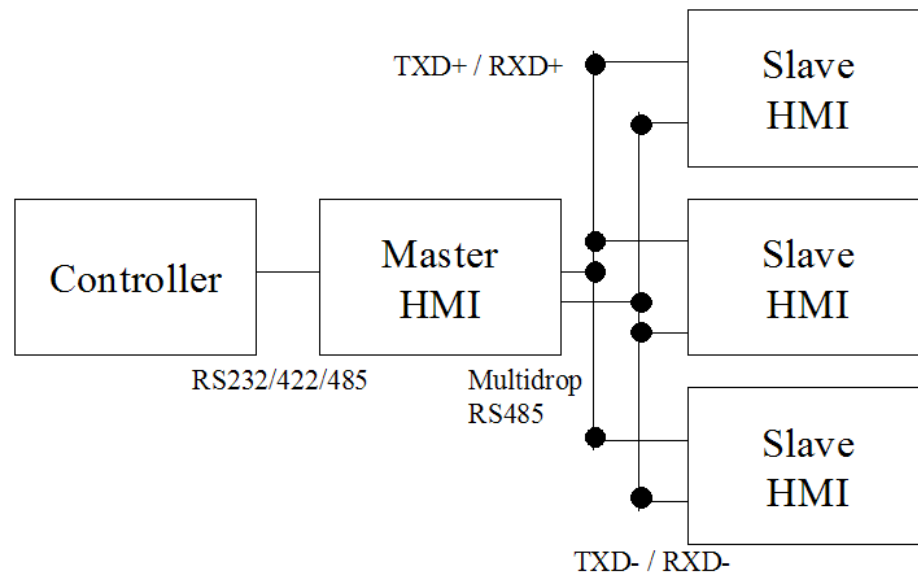 TXD+ / RXD+
Slave
HMI
Controller
Master
HMI
Slave
HMI
RS232/422/485
Multidrop
RS485
Slave
HMI
TXD- / RXD-